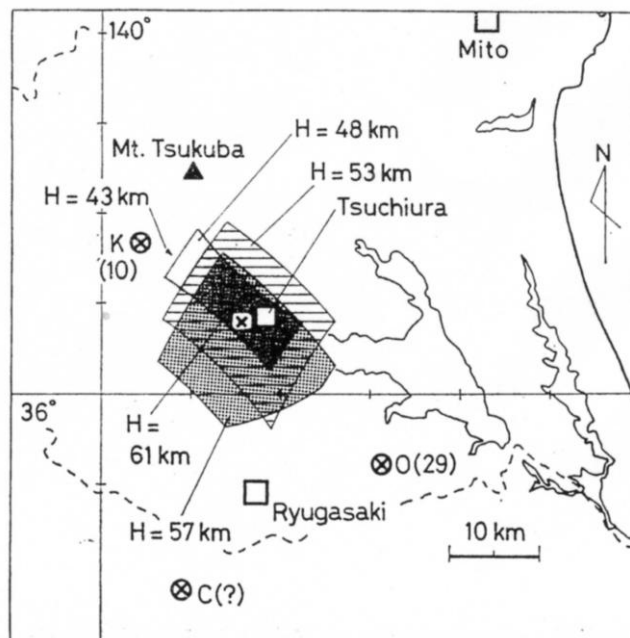 140°
Mito
H = 48 km
Mt. Tsukuba
H = 53 km
N
H = 43 km
Tsuchiura
K
(10)
36°
H =
61 km
O(29)
Ryugasaki
H = 57 km
10 km
C(?)